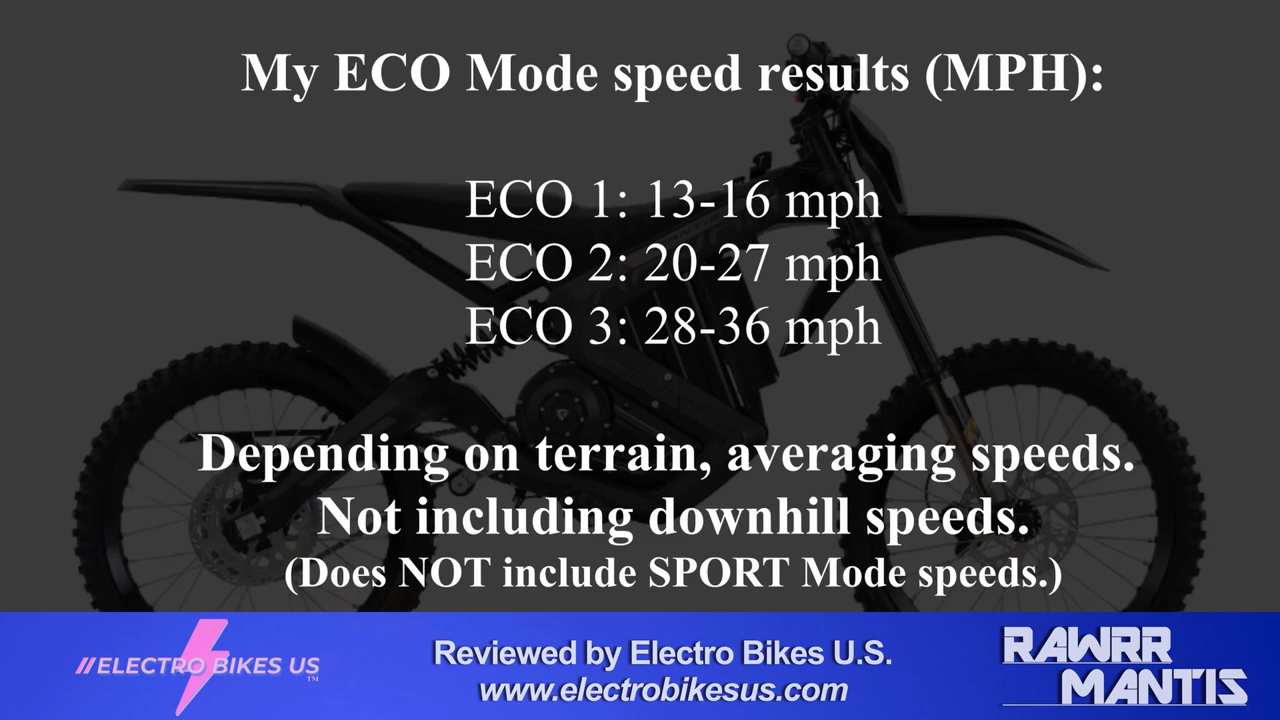 My ECO Mode speed results (MPH):
ECO 1: 13-16 mph
ECO 2: 20-27 mph
ECO 3: 28-36 mph
Depending on terrain, averaging speeds.
Not including downhill speeds.
(Does NOT include SPORT Mode speeds.)
//ELECTRO BIKES US TM
Reviewed by Electro Bikes U.S.
www.electrobikesus.com
RAWRR
MANTIS